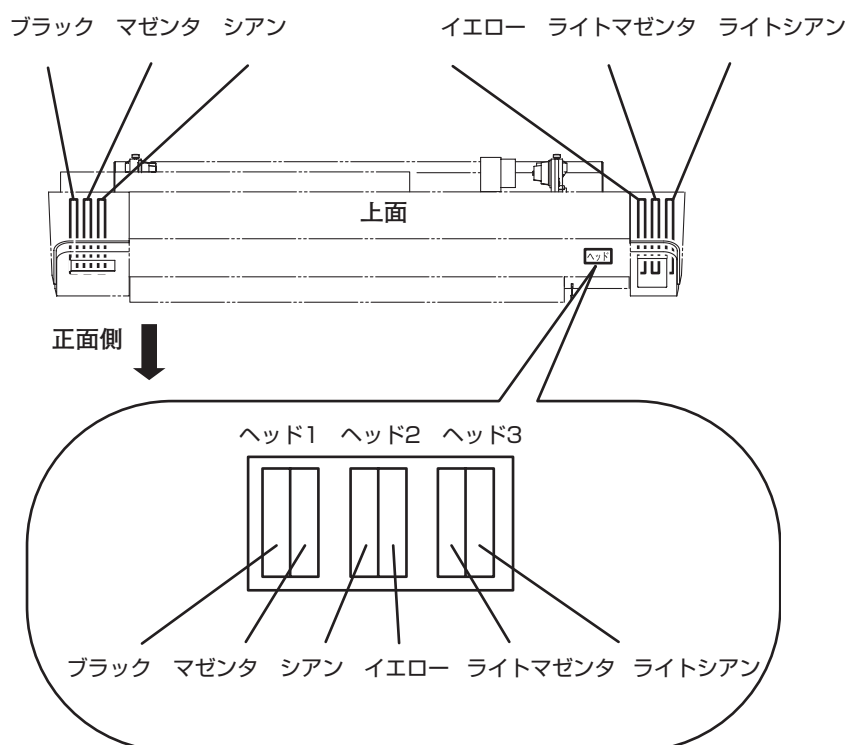 ブラック マゼンタ シアン イエロー ライトマゼンタ ライトシアン
上面
ヘッド
正面側
ヘッド1 ヘッド2 ヘッド3
ブラック マゼンタ シアン イエロー ライトマゼンタ ライトシアン